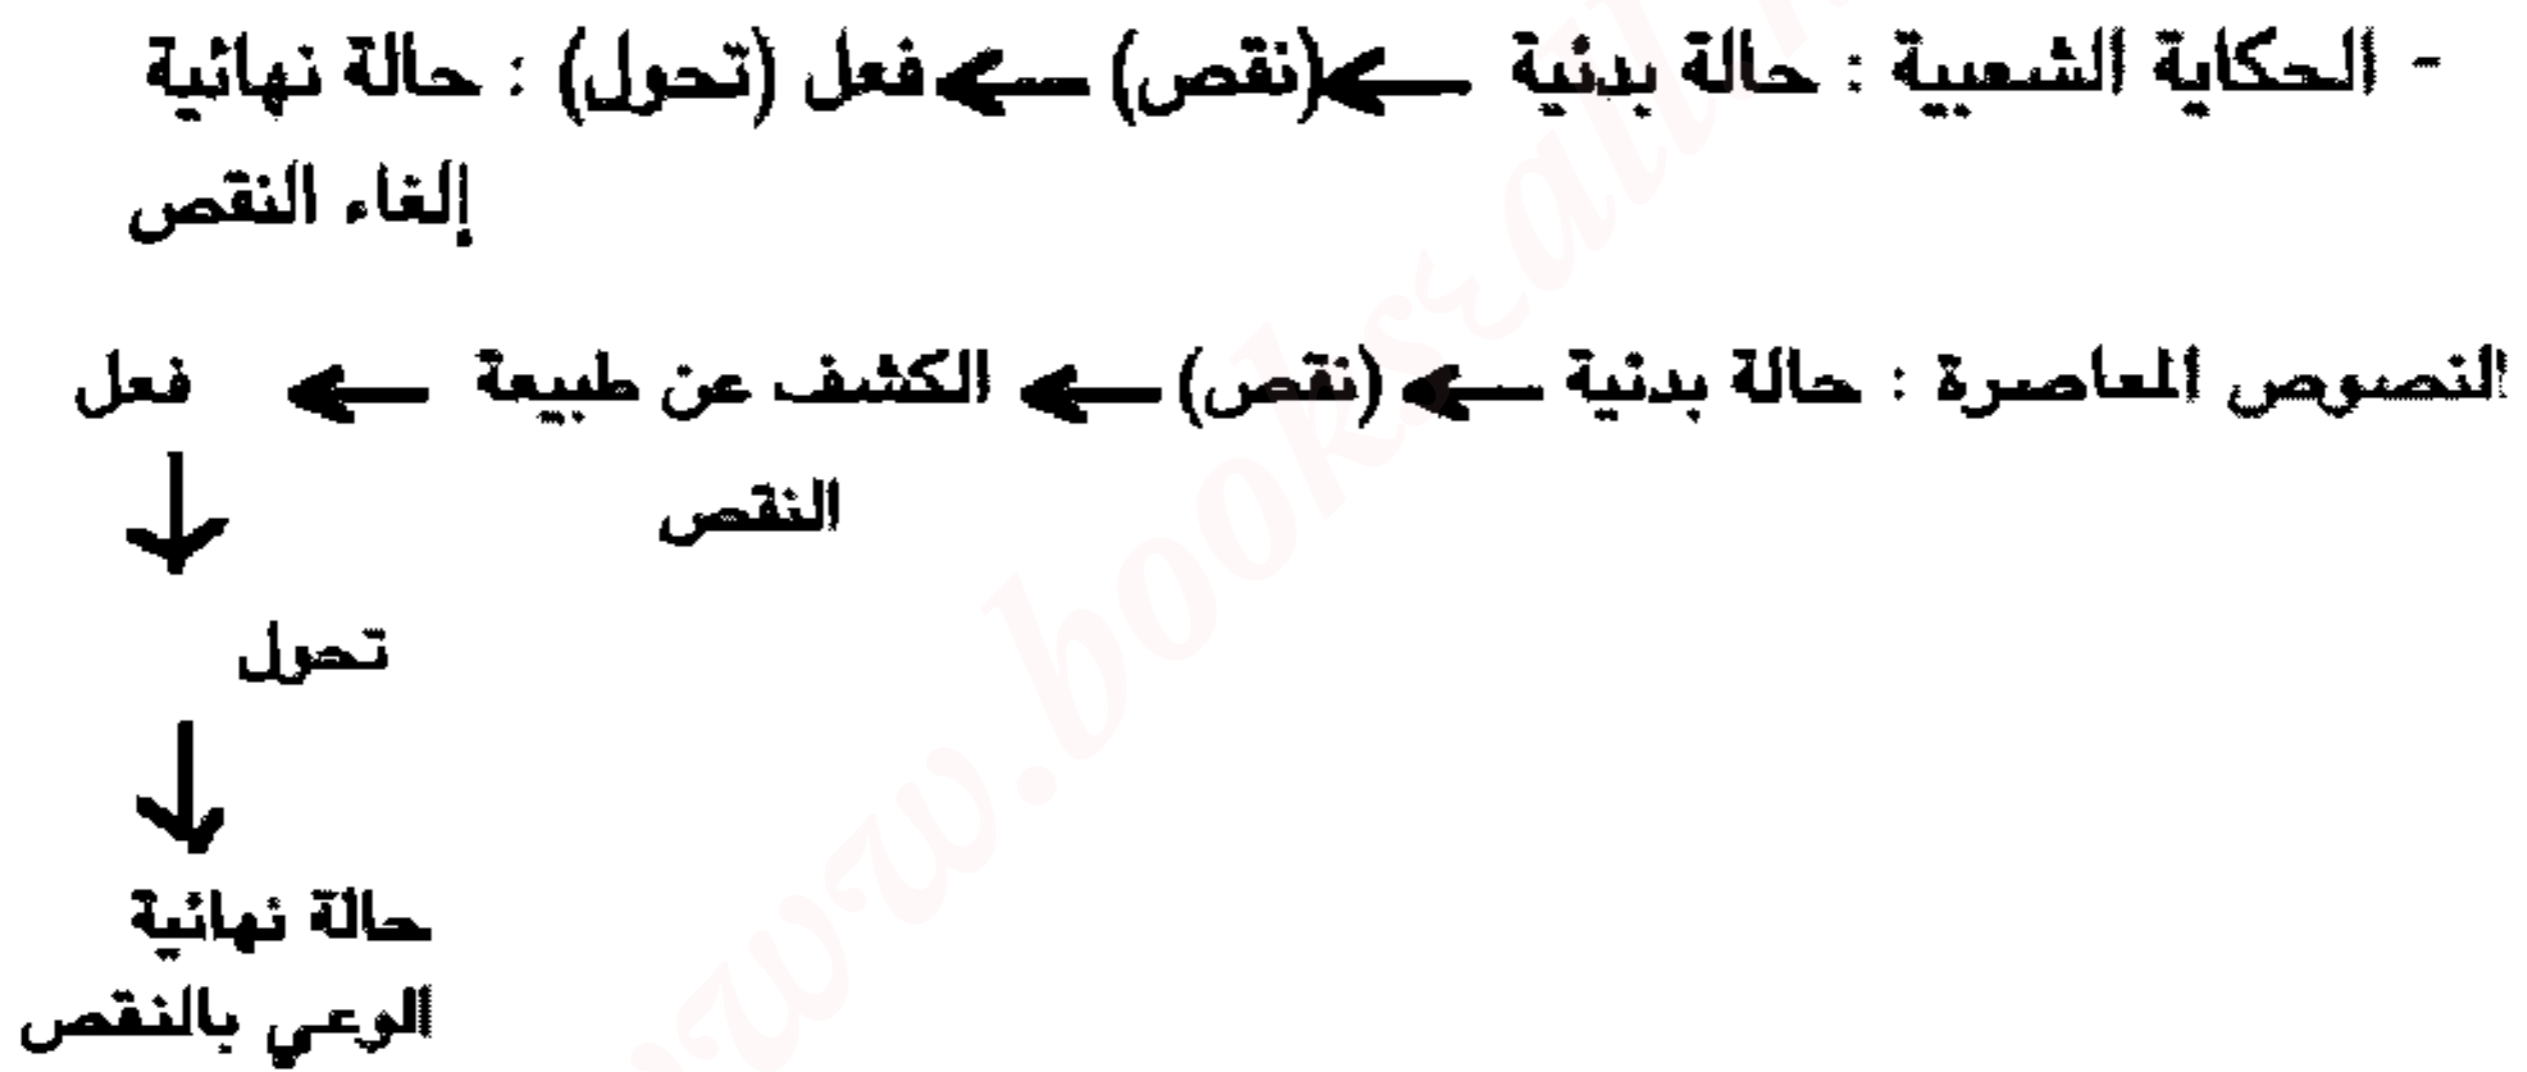 - الحكاية الشعبية : حالة بدئية ← (نقص) ← فعل (تحول) : حالة نهائية
إلغاء النقص
النصوص المعاصرة : حالة بدئية ← (نقص) ← الكشف عن طبيعة ← فعل
النقص
↓
تحول
↓
حالة نهائية
الوعي بالنقص